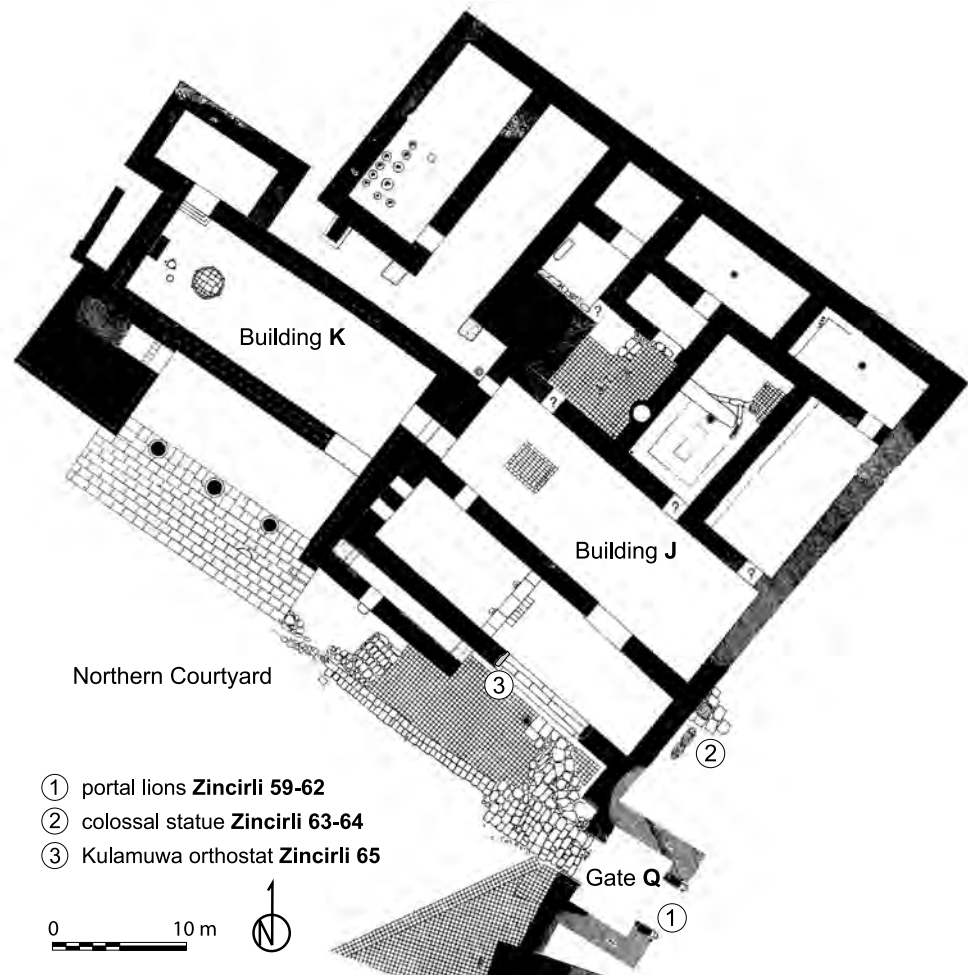 Building K
?
?
Building J
?
?
Northern Courtyard
3
2
1 portal lions Zincirli 59-62
2 colossal statue Zincirli 63-64
3 Kulamuwa orthostat Zincirli 65
Gate Q
1
N
0 10 m